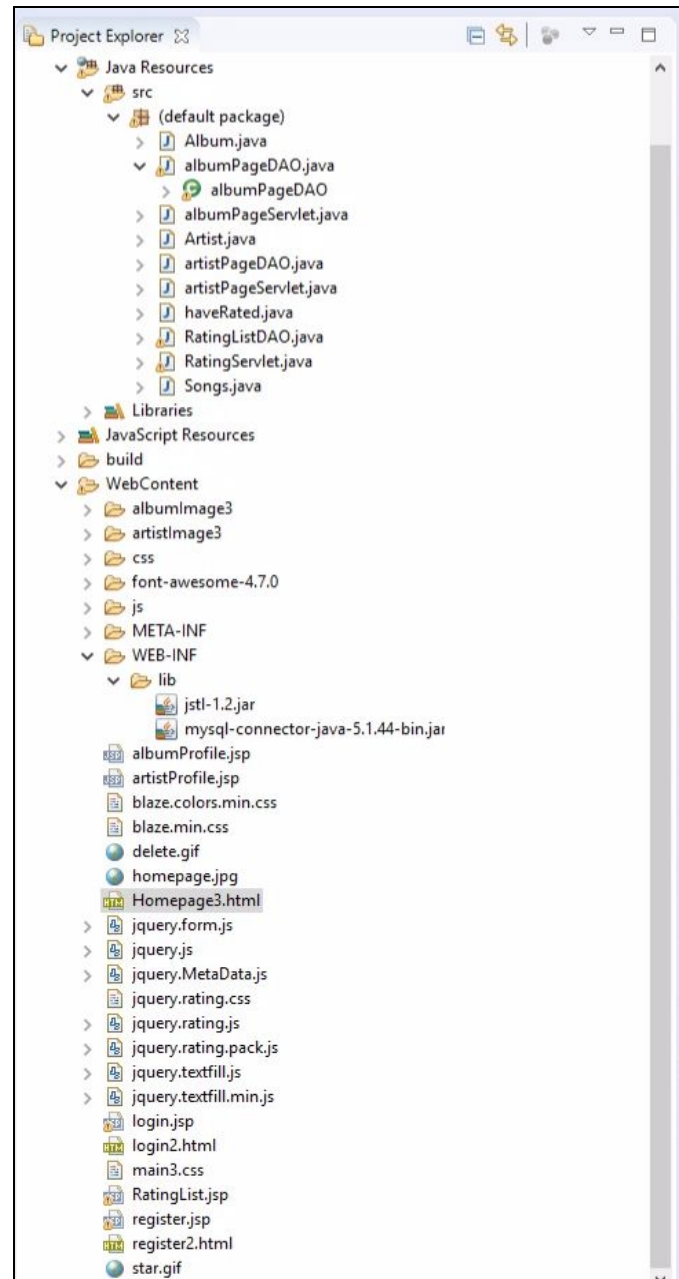 Project Explorer
Java Resources
src
(default package)
Album.java
albumPageDAO.java
albumPageDAO
albumPageServlet.java
Artist.java
artistPageDAO.java
artistPageServlet.java
haveRated.java
RatingListDAO.java
RatingServlet.java
Songs.java
Libraries
JavaScript Resources
build
WebContent
albumImage3
artistImage3
css
font-awesome-4.7.0
js
META-INF
WEB-INF
lib
jstl-1.2.jar
mysql-connector-java-5.1.44-bin.jar
albumProfile.jsp
artistProfile.jsp
blaze.colors.min.css
blaze.min.css
delete.gif
homepage.jpg
Homepage3.html
jquery.form.js
jquery.js
jquery.MetaData.js
jquery.rating.css
jquery.rating.js
jquery.rating.pack.js
jquery.textfill.js
jquery.textfill.min.js
login.jsp
login2.html
main3.css
RatingList.jsp
register.jsp
register2.html
star.gif